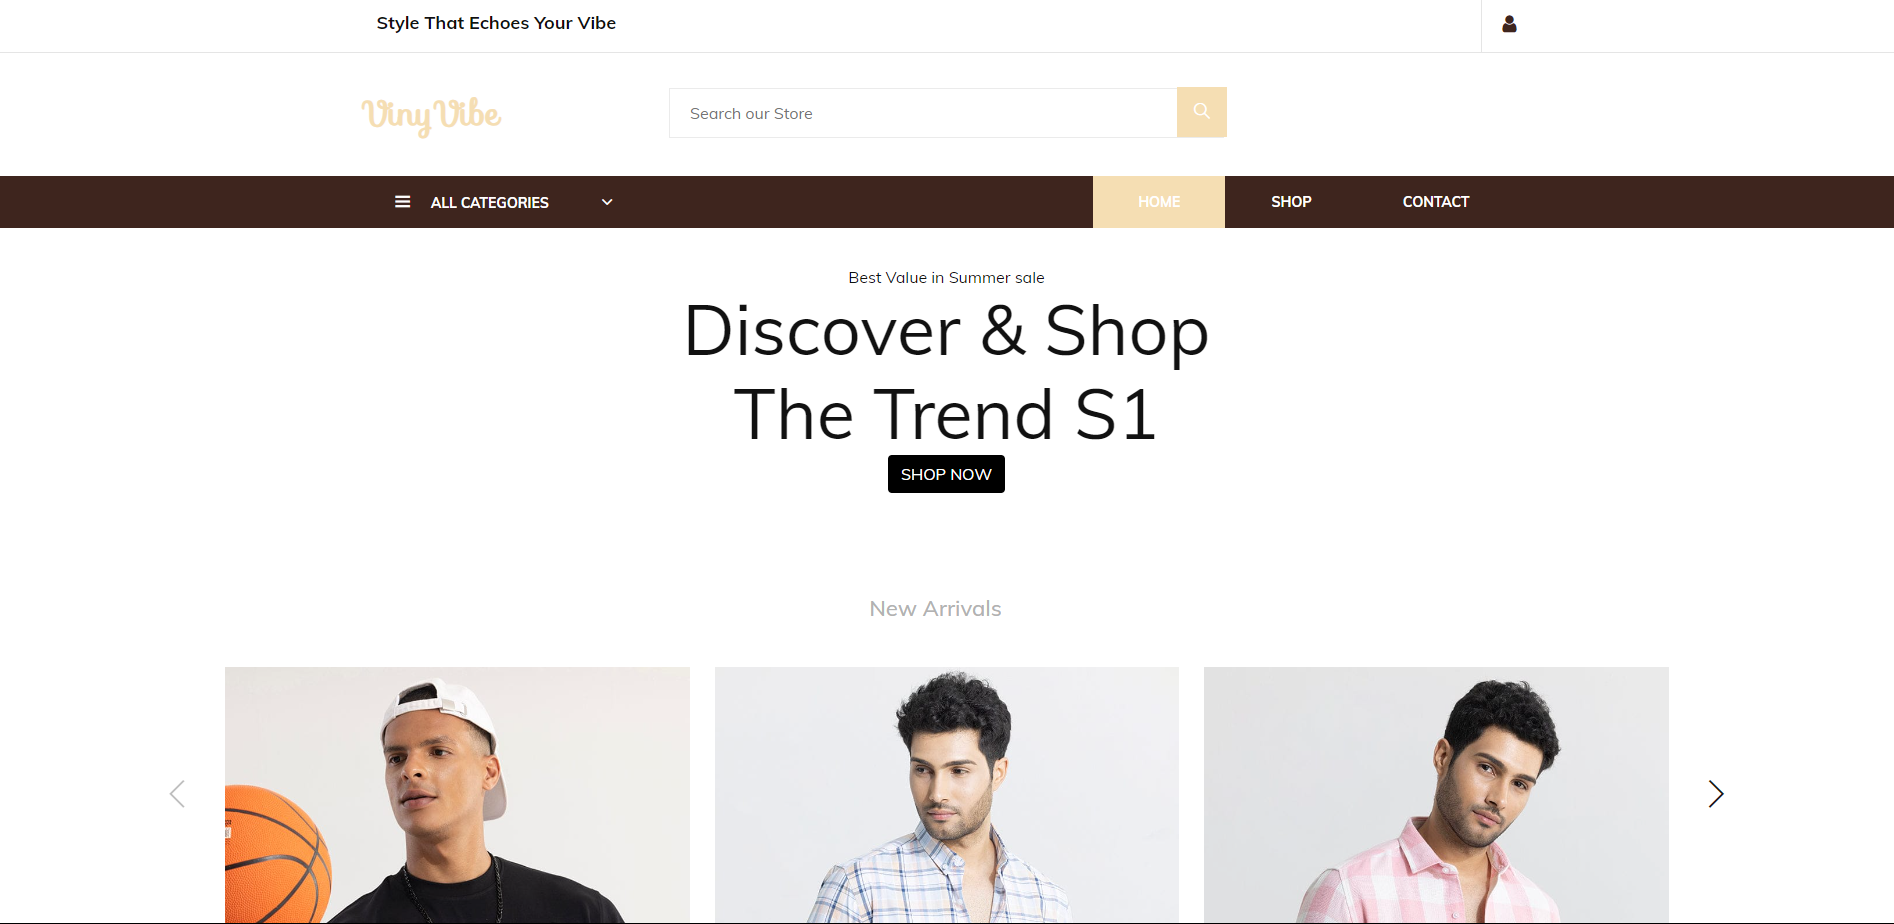 Style That Echoes Your Vibe
Viny Vibe
Search our Store
ALL CATEGORIES
HOME
SHOP
CONTACT
Best Value in Summer sale
Discover & Shop
The Trend S1
SHOP NOW
New Arrivals